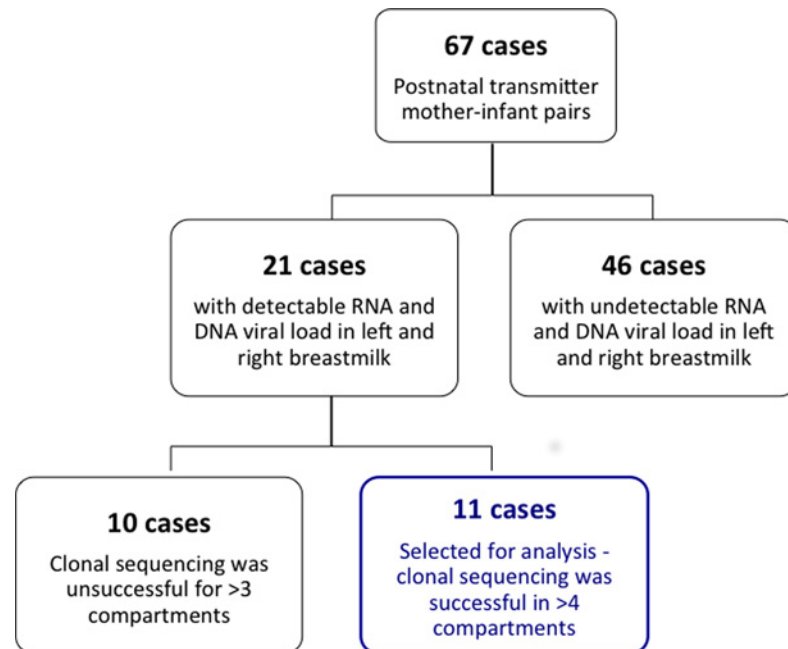 67 cases
Postnatal transmitter
mother-infant pairs
21 cases
with detectable RNA and
DNA viral load in left and
right breastmilk
46 cases
with undetectable RNA
and DNA viral load in left
and right breastmilk
10 cases
Clonal sequencing was
unsuccessful for >3
compartments
11 cases
Selected for analysis -
clonal sequencing was
successful in >4
compartments